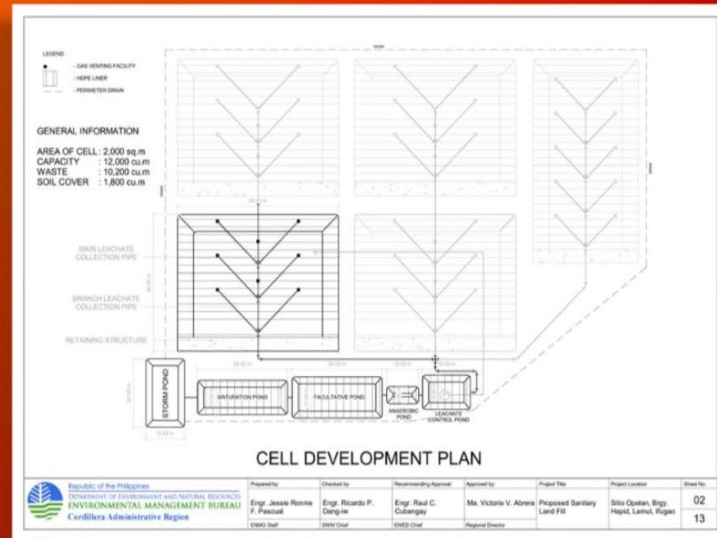 LEGEND
- GAS VENTING FACILITY
- HDPE LINER
- PERIMETER DRAIN
GENERAL INFORMATION
AREA OF CELL : 2,000 sq.m
CAPACITY : 12,000 cu.m
WASTE : 10,200 cu.m
SOIL COVER : 1,800 cu.m
MAIN LEACHATE
COLLECTION PIPE
BRANCH LEACHATE
COLLECTION PIPE
RETAINING STRUCTURE
STORM POND
MATURATION POND
FACULTATIVE POND
ANAEROBIC
POND
LEACHATE
CONTROL POND
CELL DEVELOPMENT PLAN
Republic of the Philippines
DEPARTMENT OF ENVIRONMENT AND NATURAL RESOURCES
ENVIRONMENTAL MANAGEMENT BUREAU
Cordillera Administrative Region
Prepared by:
Engr. Jessie Ronnie
F. Pascual
ENMO Staff
Checked by:
Engr. Ricardo P.
Dang-iw
SWM Chief
Recommending Approval:
Engr. Raul C.
Cubangay
EMED Chief
Approved by:
Ma. Victoria V. Abrera
Regional Director
Project Title
Proposed Sanitary
Land Fill
Project Location
Sitio Opalan, Brgy.
Hapid, Lamut, Ifugao
Sheet No.
02
13